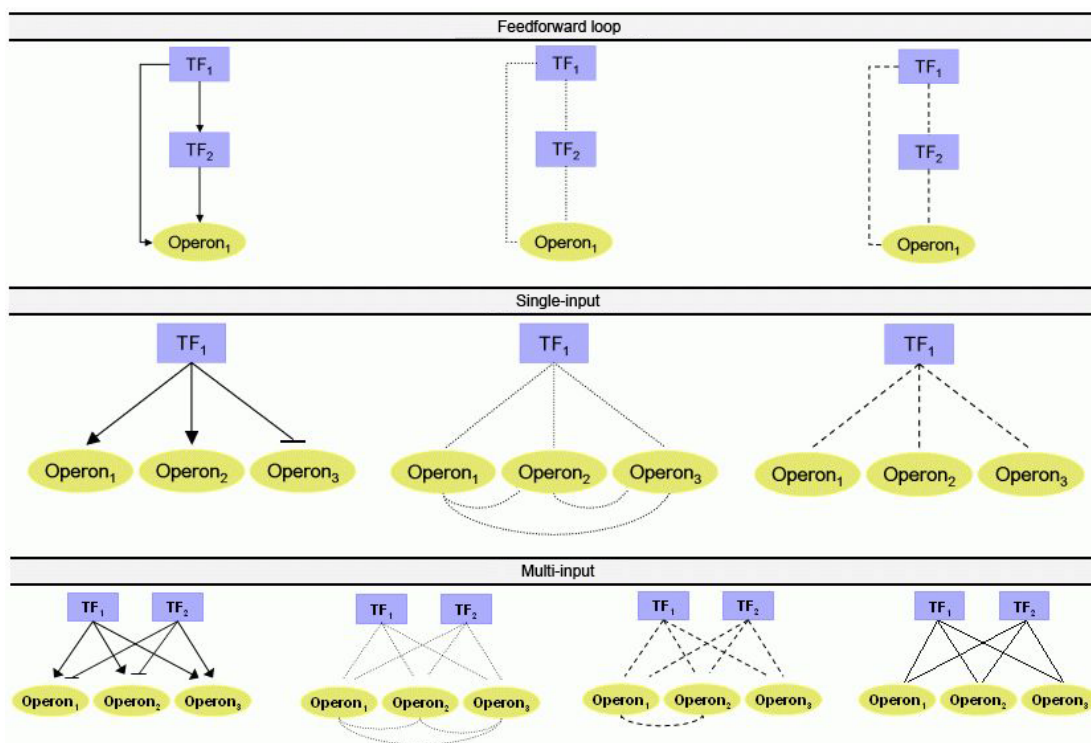 Feedforward loop
TF₁ TF₁ TF₁
TF₂ TF₂ TF₂
Operon₁ Operon₁ Operon₁
Single-input
TF₁ TF₁ TF₁
Operon₁ Operon₂ Operon₃ Operon₁ Operon₂ Operon₃ Operon₁ Operon₂ Operon₃
Multi-input
TF₁ TF₂ TF₁ TF₂ TF₁ TF₂ TF₁ TF₂
Operon₁ Operon₂ Operon₃ Operon₁ Operon₂ Operon₃ Operon₁ Operon₂ Operon₃ Operon₁ Operon₂ Operon₃